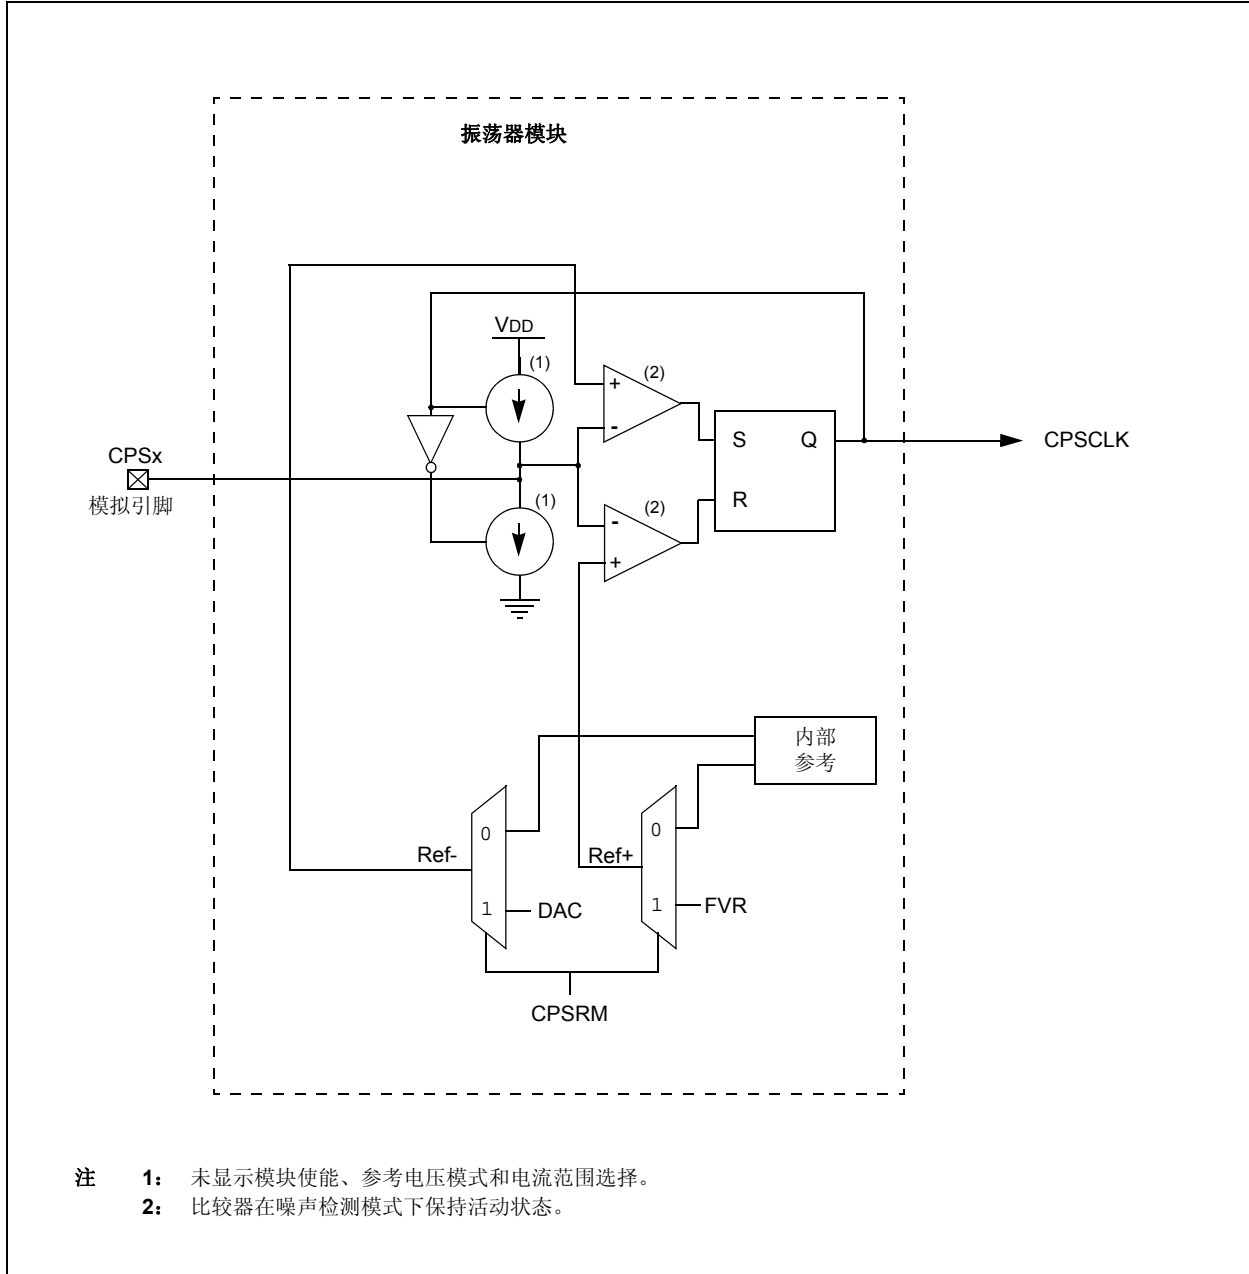 振荡器模块
VDD
(1)
(2)
+
-
S Q
CPSCLK
CPSx
模拟引脚
(1)
(2)
R
-
+
内部
参考
0
0
Ref-
Ref+
1
DAC
1
FVR
CPSRM
注 1： 未显示模块使能、参考电压模式和电流范围选择。
2： 比较器在噪声检测模式下保持活动状态。